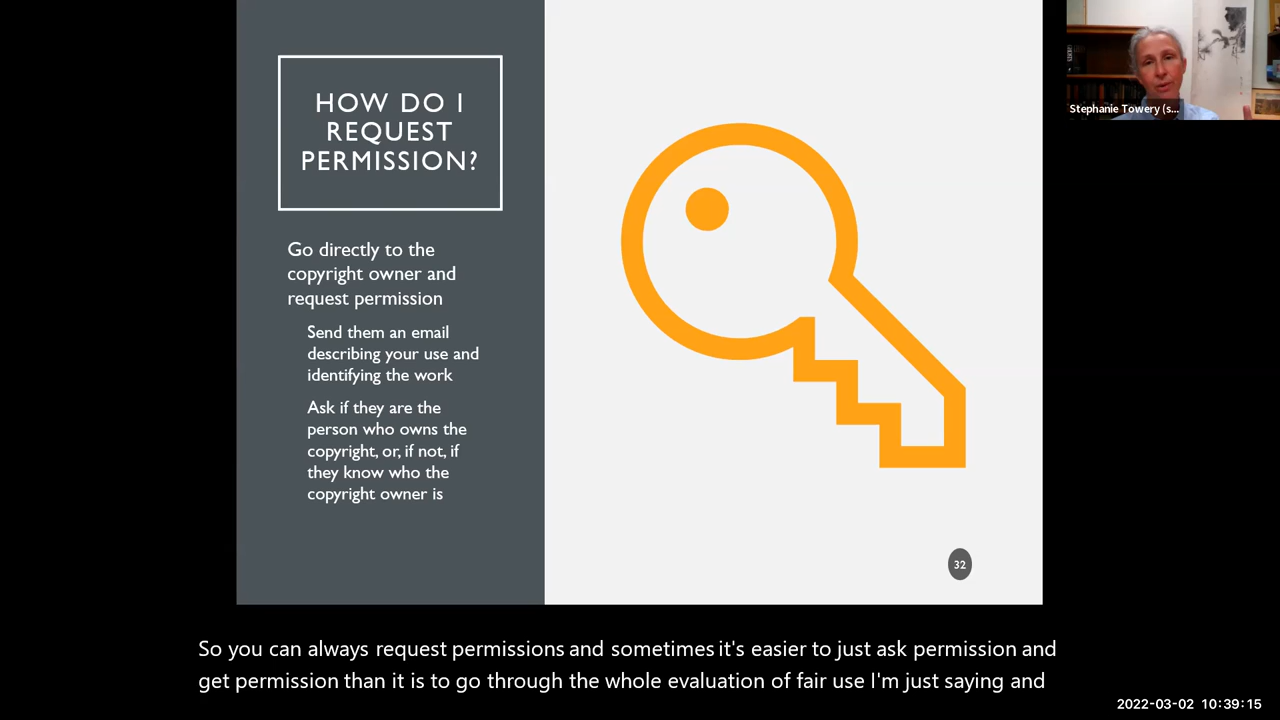 HOW DO I
REQUEST
PERMISSION?
Go directly to the
copyright owner and
request permission
Send them an email
describing your use and
identifying the work
Ask if they are the
person who owns the
copyright, or, if not, if
they know who the
copyright owner is
32
Stephanie Towery (s...
So you can always request permissions and sometimes it's easier to just ask permission and
get permission than it is to go through the whole evaluation of fair use I'm just saying and
2022-03-02 10:39:15